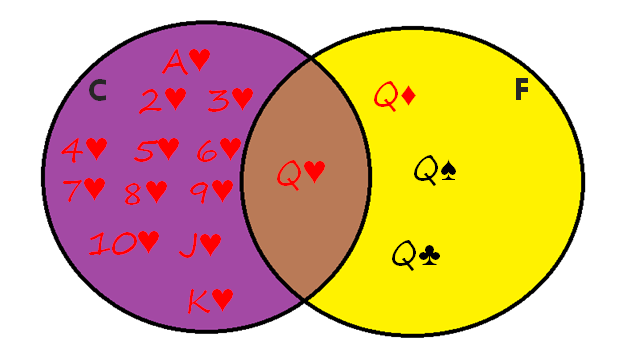 C
A♥
2♥ 3♥
4♥ 5♥ 6♥
7♥ 8♥ 9♥
10♥ J♥
K♥
Q♥
F
Q♦
Q♠
Q♣